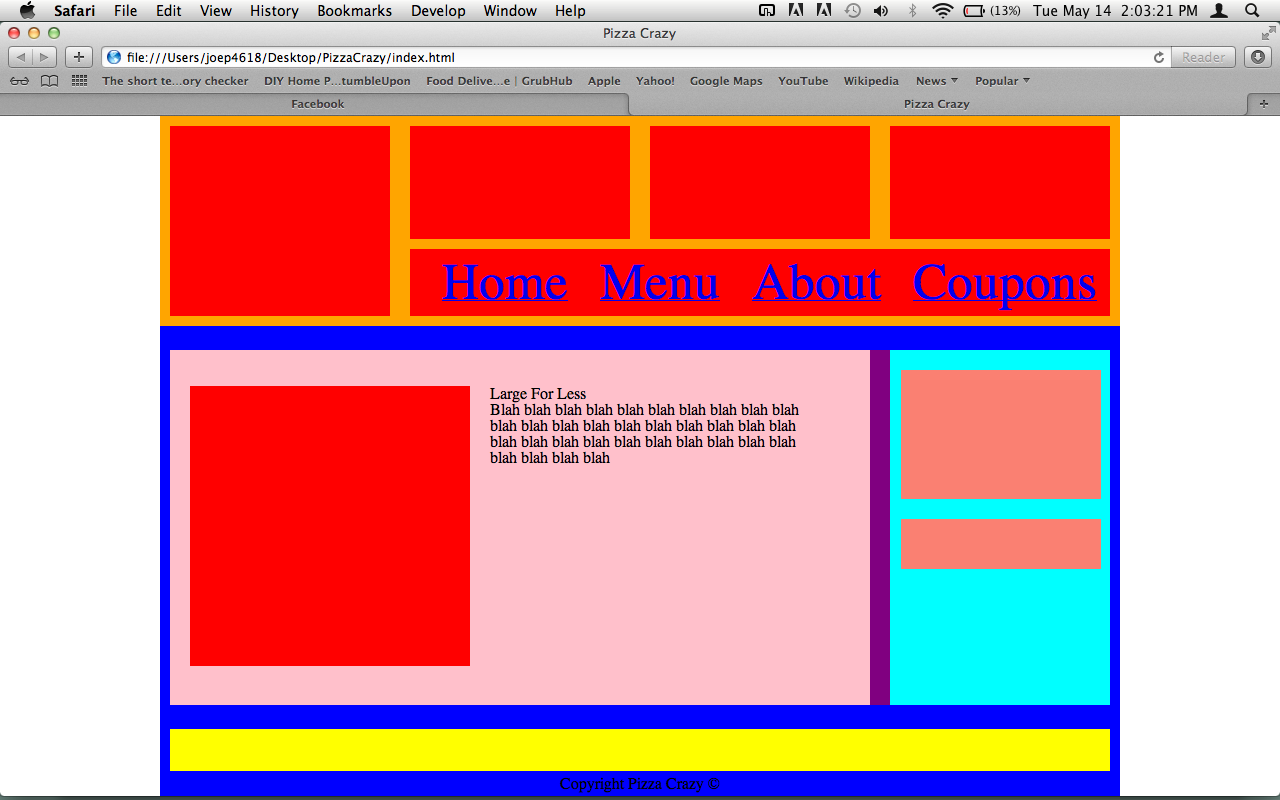 Safari File Edit View History Bookmarks Develop Window Help (13%) Tue May 14 2:03:21 PM
Pizza Crazy
file:///Users/joep4618/Desktop/PizzaCrazy/index.html Reader
The short te...ory checker DIY Home P...tumbleUpon Food Delive...e | GrubHub Apple Yahoo! Google Maps YouTube Wikipedia News Popular
Facebook Pizza Crazy
Home Menu About Coupons
Large For Less
Blah blah blah blah blah blah blah blah blah blah
blah blah blah blah blah blah blah blah blah blah
blah blah blah blah blah blah blah blah blah blah
blah blah blah blah
Copyright Pizza Crazy ©